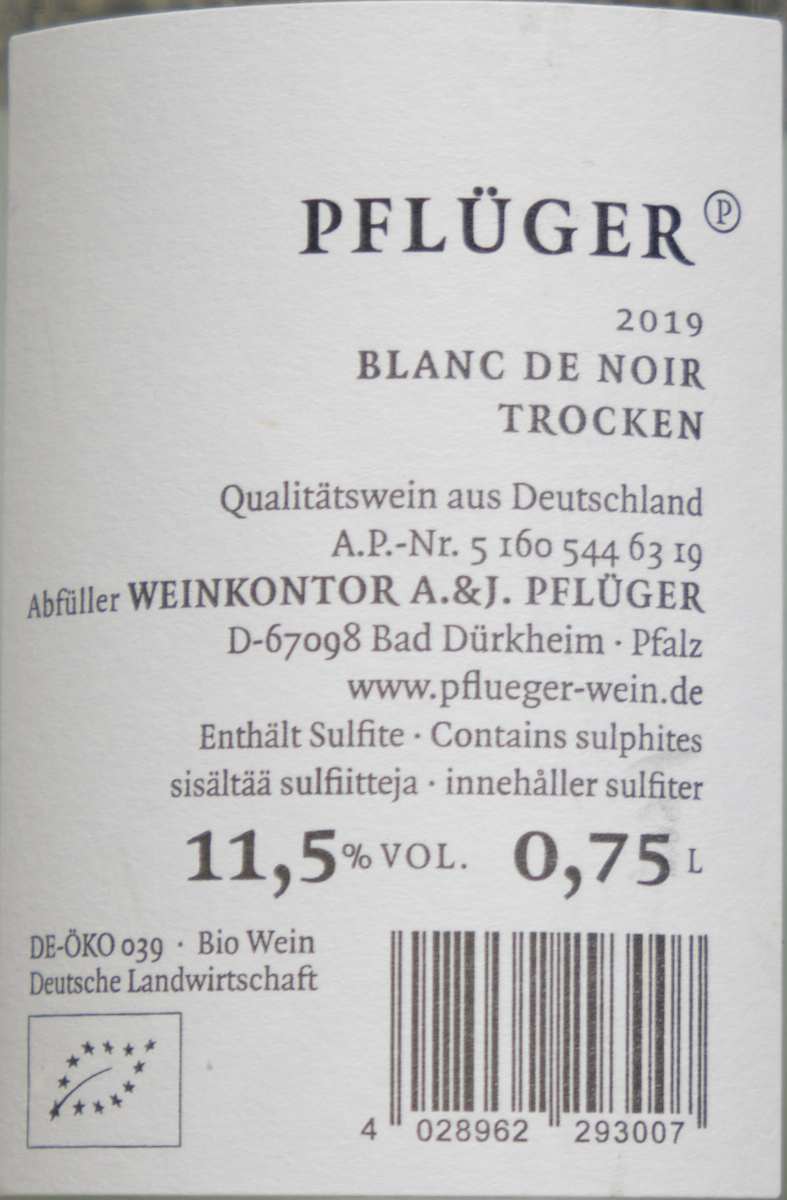 PFLÜGER Ⓟ
2019
BLANC DE NOIR
TROCKEN
Qualitätswein aus Deutschland
A.P.-Nr. 5 160 544 63 19
Abfüller WEINKONTOR A.&J. PFLÜGER
D-67098 Bad Dürkheim · Pfalz
www.pflueger-wein.de
Enthält Sulfite · Contains sulphites
sisältää sulfiitteja · innehåller sulfiter
11,5 % VOL. 0,75 L
DE-ÖKO 039 · Bio Wein
Deutsche Landwirtschaft
4 028962 293007